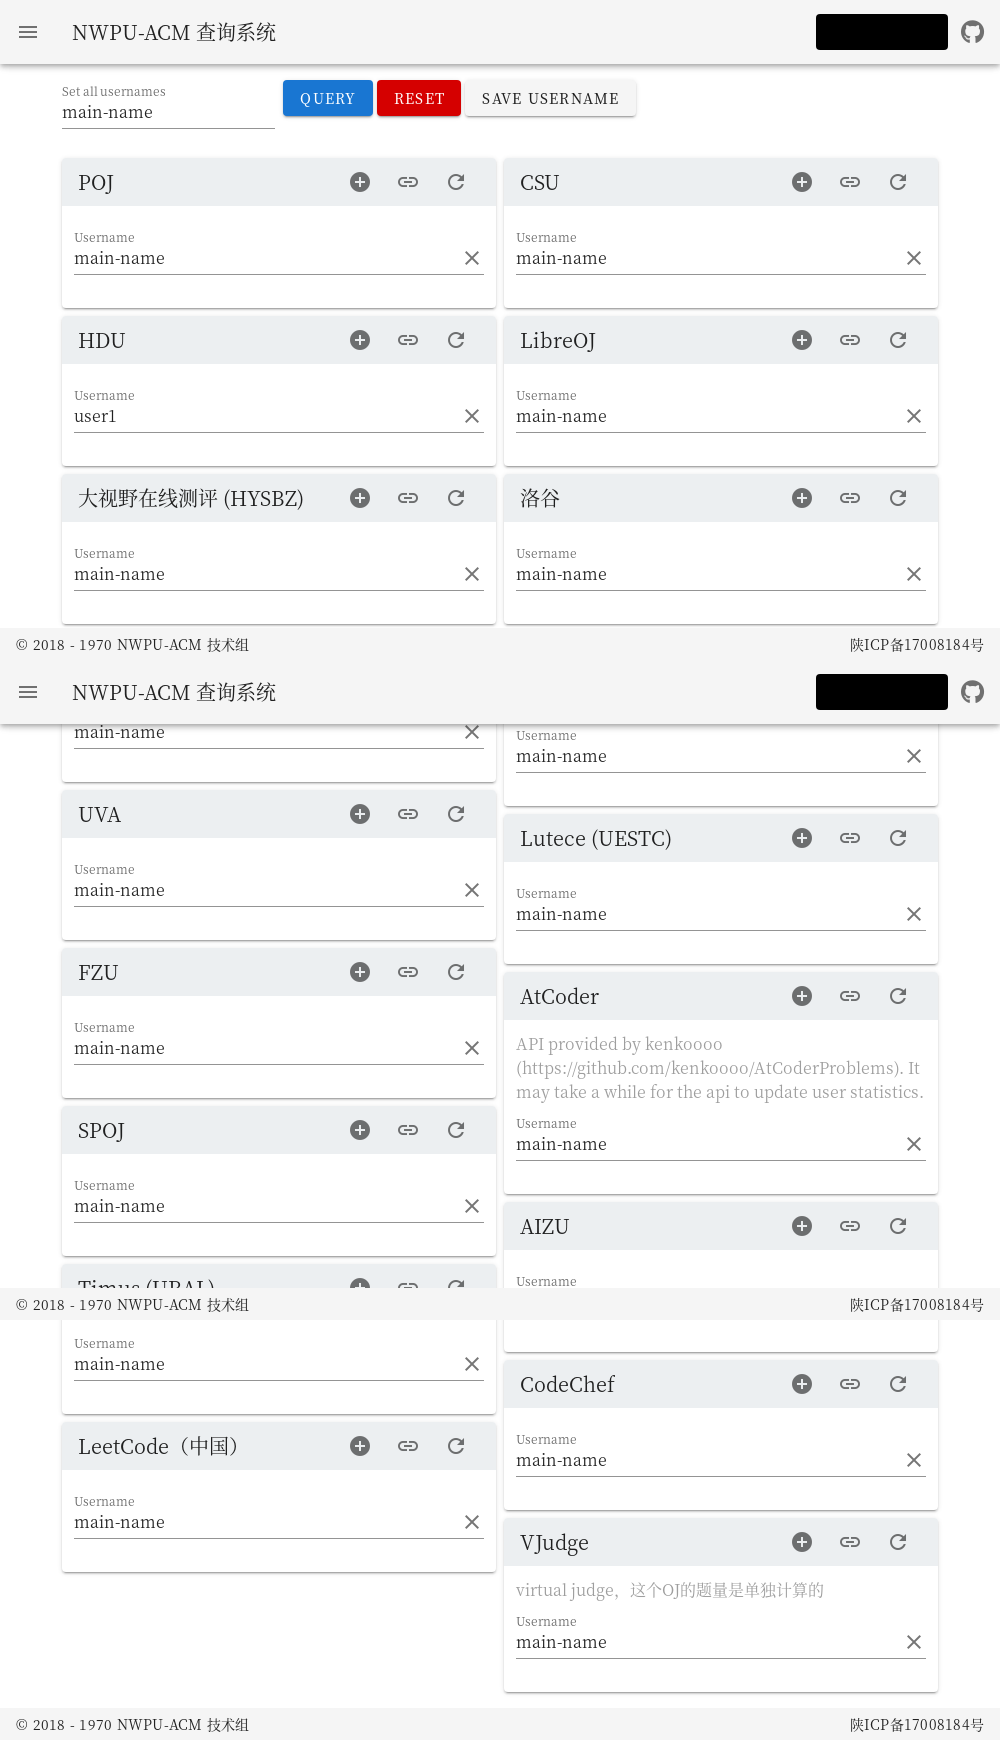 NWPU-ACM 查询系统
Set all usernames
main-name
QUERY
RESET
SAVE USERNAME
POJ
Username
main-name
CSU
Username
main-name
HDU
Username
user1
LibreOJ
Username
main-name
大视野在线测评 (HYSBZ)
Username
main-name
洛谷
Username
main-name
© 2018 - 1970 NWPU-ACM 技术组
陕ICP备17008184号
NWPU-ACM 查询系统
main-name
Username
main-name
UVA
Username
main-name
Lutece (UESTC)
Username
main-name
FZU
Username
main-name
AtCoder
API provided by kenkoooo
(https://github.com/kenkoooo/AtCoderProblems). It
may take a while for the api to update user statistics.
Username
main-name
SPOJ
Username
main-name
AIZU
Username
Timus (URAL)
© 2018 - 1970 NWPU-ACM 技术组
陕ICP备17008184号
Username
main-name
CodeChef
Username
main-name
LeetCode（中国）
Username
main-name
VJudge
virtual judge，这个OJ的题量是单独计算的
Username
main-name
© 2018 - 1970 NWPU-ACM 技术组
陕ICP备17008184号